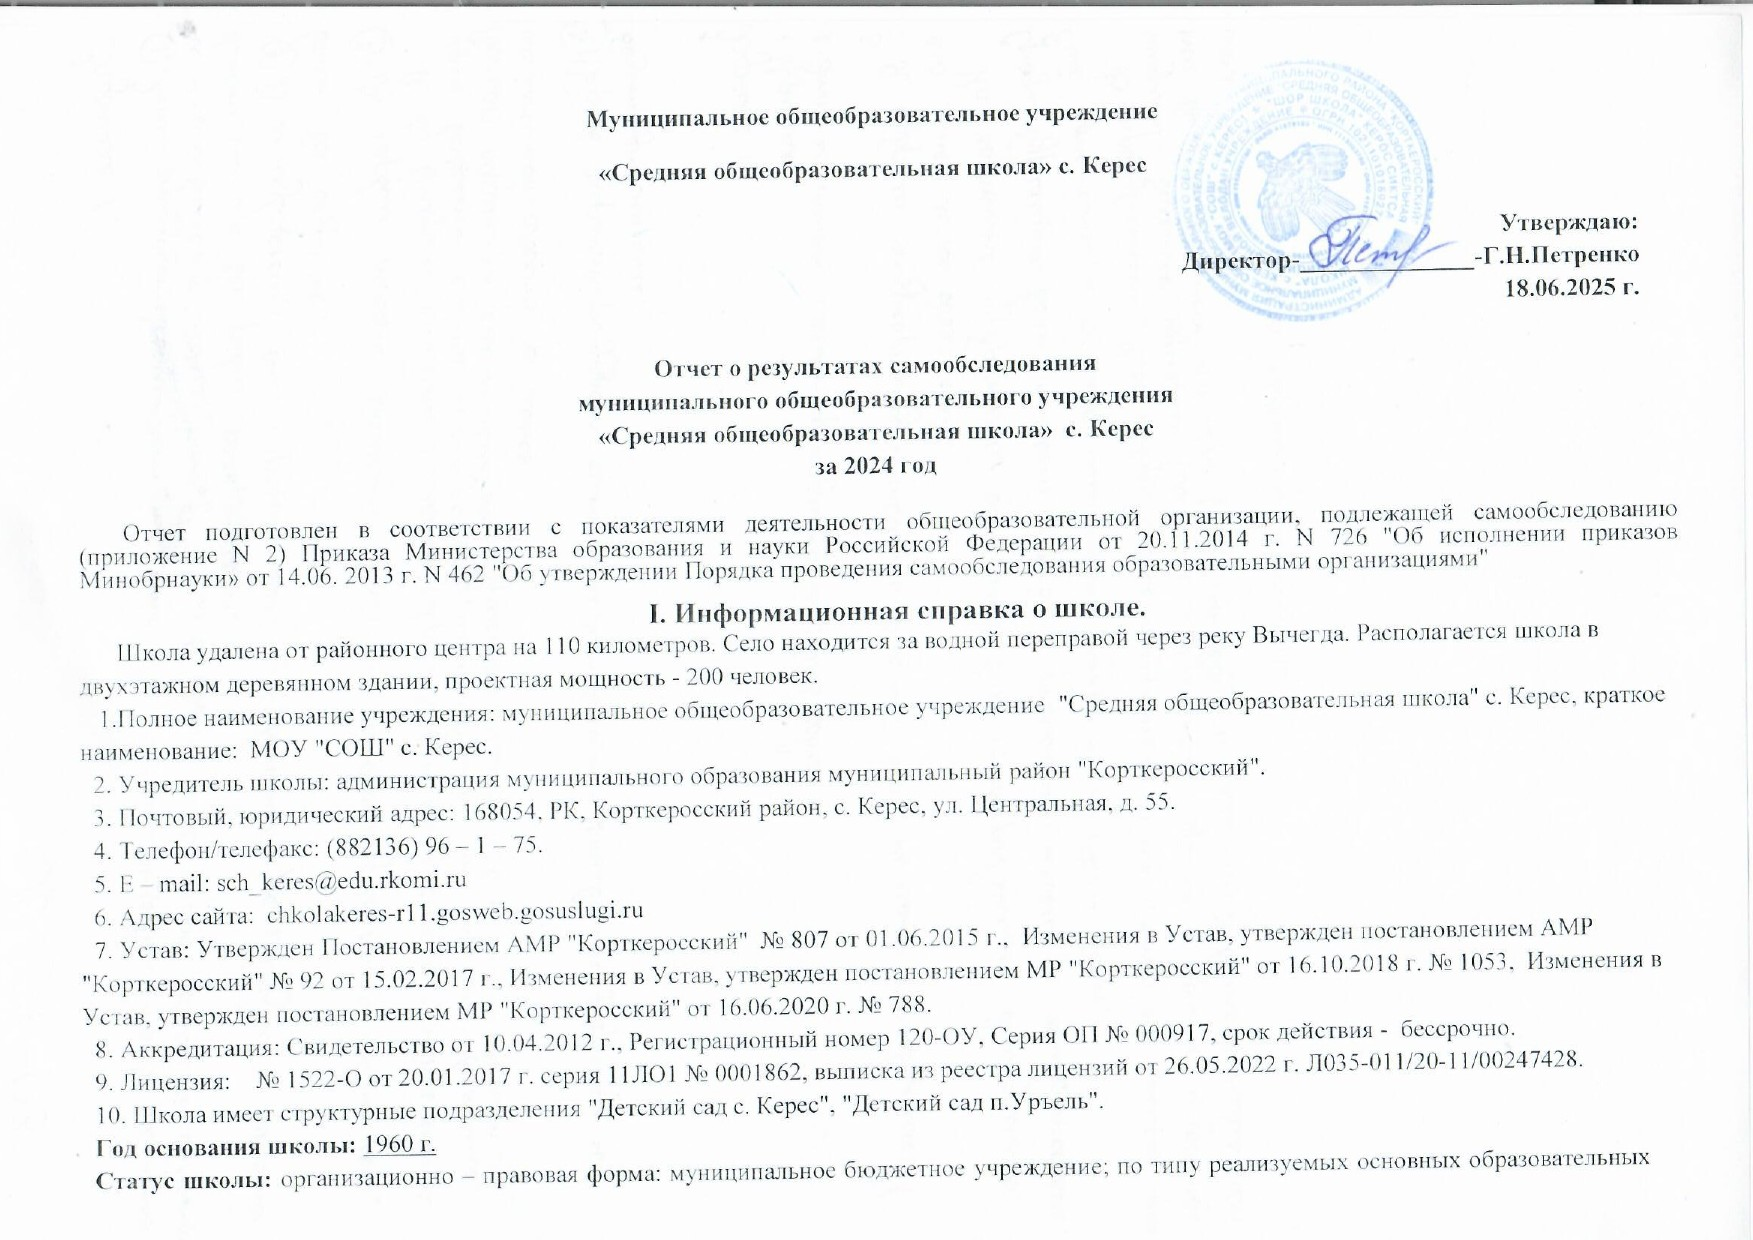 Муниципальное общеобразовательное учреждение
«Средняя общеобразовательная школа» с. Керес
Утверждаю:
Директор-______________-Г.Н.Петренко
18.06.2025 г.
Отчет о результатах самообследования
муниципального общеобразовательного учреждения
«Средняя общеобразовательная школа» с. Керес
за 2024 год
Отчет подготовлен в соответствии с показателями деятельности общеобразовательной организации, подлежащей самообследованию
(приложение N 2) Приказа Министерства образования и науки Российской Федерации от 20.11.2014 г. N 726 "Об исполнении приказов
Минобрнауки» от 14.06. 2013 г. N 462 "Об утверждении Порядка проведения самообследования образовательными организациями"
I. Информационная справка о школе.
Школа удалена от районного центра на 110 километров. Село находится за водной переправой через реку Вычегда. Располагается школа в
двухэтажном деревянном здании, проектная мощность - 200 человек.
1.Полное наименование учреждения: муниципальное общеобразовательное учреждение "Средняя общеобразовательная школа" с. Керес, краткое
наименование: МОУ "СОШ" с. Керес.
2. Учредитель школы: администрация муниципального образования муниципальный район "Корткеросский".
3. Почтовый, юридический адрес: 168054, РК, Корткеросский район, с. Керес, ул. Центральная, д. 55.
4. Телефон/телефакс: (882136) 96 – 1 – 75.
5. E – mail: sch_keres@edu.rkomi.ru
6. Адрес сайта: chkolakeres-r11.gosweb.gosuslugi.ru
7. Устав: Утвержден Постановлением АМР "Корткеросский" № 807 от 01.06.2015 г., Изменения в Устав, утвержден постановлением АМР
"Корткеросский" № 92 от 15.02.2017 г., Изменения в Устав, утвержден постановлением МР "Корткеросский" от 16.10.2018 г. № 1053, Изменения в
Устав, утвержден постановлением МР "Корткеросский" от 16.06.2020 г. № 788.
8. Аккредитация: Свидетельство от 10.04.2012 г., Регистрационный номер 120-ОУ, Серия ОП № 000917, срок действия - бессрочно.
9. Лицензия: № 1522-О от 20.01.2017 г. серия 11ЛО1 № 0001862, выписка из реестра лицензий от 26.05.2022 г. Л035-011/20-11/00247428.
10. Школа имеет структурные подразделения "Детский сад с. Керес", "Детский сад п.Уръель".
Год основания школы: 1960 г.
Статус школы: организационно – правовая форма: муниципальное бюджетное учреждение; по типу реализуемых основных образовательных